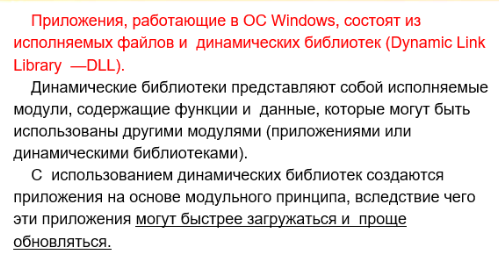 Приложения, работающие в ОС Windows, состоят из
исполняемых файлов и  динамических библиотек (Dynamic Link
Library  —DLL).
Динамические библиотеки представляют собой исполняемые
модули, содержащие функции и  данные, которые могут быть
использованы другими модулями (приложениями или
динамическими библиотеками).
С  использованием динамических библиотек создаются
приложения на основе модульного принципа, вследствие чего
эти приложения могут быстрее загружаться и  проще
обновляться.